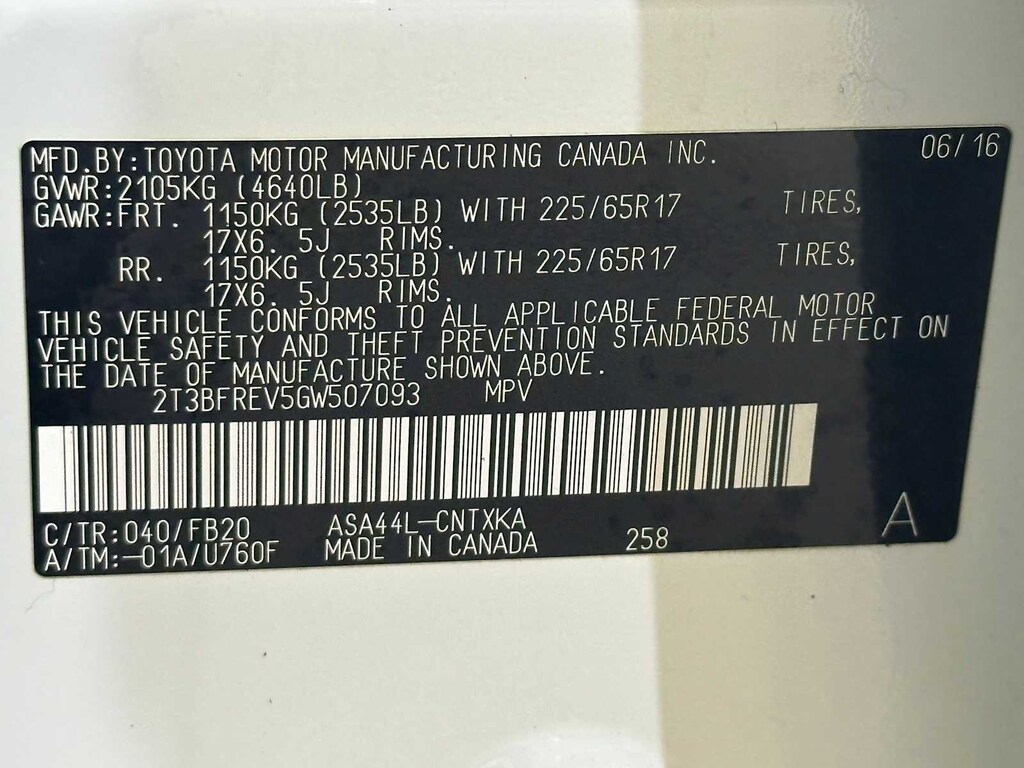 MFD.BY:TOYOTA MOTOR MANUFACTURING CANADA INC. 06/16
GVWR:2105KG (4640LB)
GAWR:FRT. 1150KG (2535LB) WITH 225/65R17 TIRES,
17X6. 5J RIMS.
RR. 1150KG (2535LB) WITH 225/65R17 TIRES,
17X6. 5J RIMS.
THIS VEHICLE CONFORMS TO ALL APPLICABLE FEDERAL MOTOR
VEHICLE SAFETY AND THEFT PREVENTION STANDARDS IN EFFECT ON
THE DATE OF MANUFACTURE SHOWN ABOVE.
2T3BFREV5GW507093 MPV
C/TR:040/FB20 ASA44L-CNTXKA
A/TM:-01A/U760F MADE IN CANADA 258 A